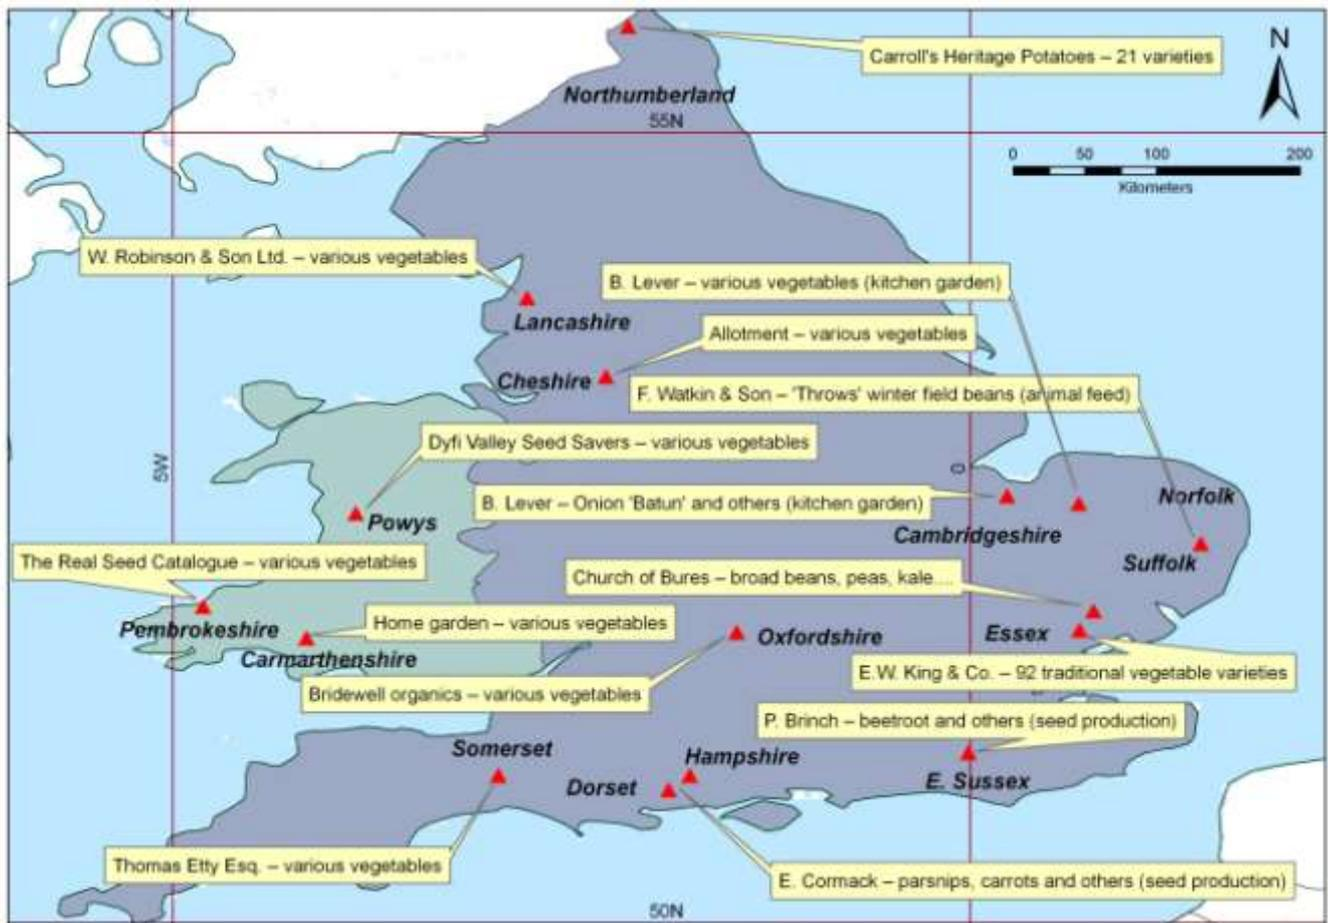 Carroll's Heritage Potatoes – 21 varieties
N
Northumberland
55N
0 50 100 200
Kilometers
W. Robinson & Son Ltd. – various vegetables
B. Lever – various vegetables (kitchen garden)
Lancashire
Allotment – various vegetables
Cheshire
F. Watkin & Son – 'Throws' winter field beans (animal feed)
Dyfi Valley Seed Savers – various vegetables
5W
0
B. Lever – Onion 'Batun' and others (kitchen garden)
Norfolk
Powys
Cambridgeshire
The Real Seed Catalogue – various vegetables
Suffolk
Church of Bures – broad beans, peas, kale....
Pembrokeshire
Home garden – various vegetables
Oxfordshire
Essex
Carmarthenshire
E.W. King & Co. – 92 traditional vegetable varieties
Bridewell organics – various vegetables
P. Brinch – beetroot and others (seed production)
Somerset
Hampshire
Dorset
E. Sussex
Thomas Etty Esq. – various vegetables
E. Cormack – parsnips, carrots and others (seed production)
50N